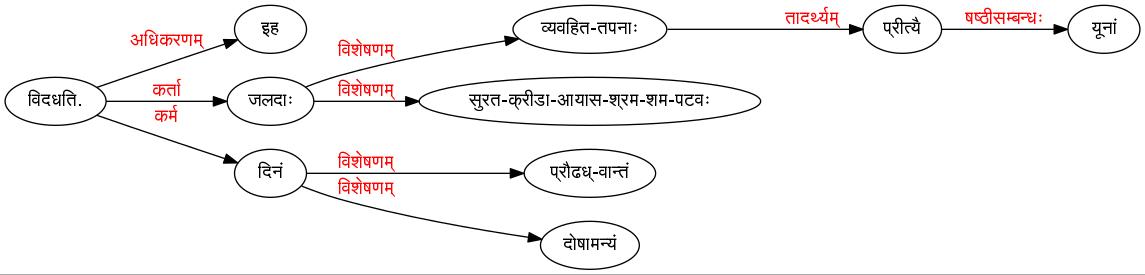 इह
अधिकरणम्
व्यवहित-तपनाः
तादर्थ्यम्
प्रीत्यै
षष्ठीसम्बन्धः
यूनां
विशेषणम्
विदधति.
कर्ता
जलदाः
विशेषणम्
सुरत-क्रीडा-आयास-श्रम-शम-पटवः
कर्म
दिनं
विशेषणम्
प्रौढध्-वान्तं
विशेषणम्
दोषामन्यं